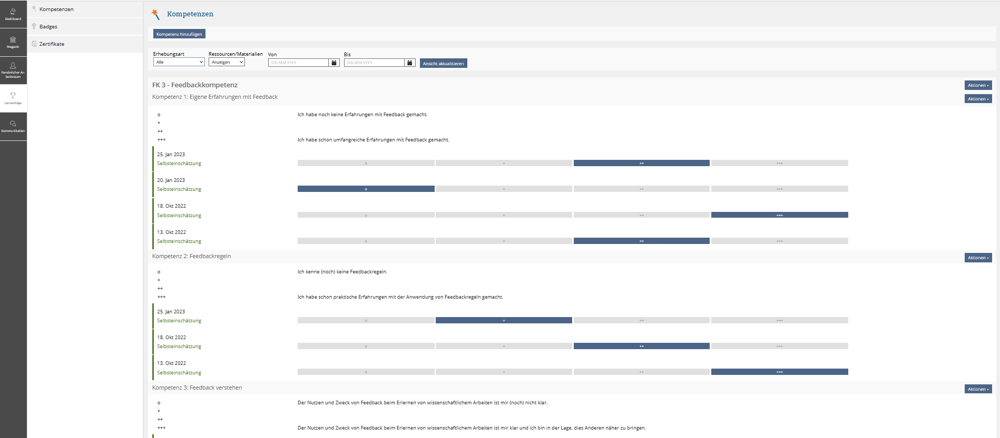 Dashboard
Magazin
Persönlicher Ar-
beitsraum
Lernerfolge
Kommunikation
Kompetenzen
Badges
Zertifikate
Kompetenzen
Kompetenz hinzufügen
Erhebungsart Ressourcen/Materialien Von Bis
Alle Anzeigen DD.MM.YYYY DD.MM.YYYY Ansicht aktualisieren
FK 3 - Feedbackkompetenz Aktionen
Kompetenz 1: Eigene Erfahrungen mit Feedback Aktionen
o Ich habe noch keine Erfahrungen mit Feedback gemacht.
+
++
+++ Ich habe schon umfangreiche Erfahrungen mit Feedback gemacht.
25. Jan 2023
Selbsteinschätzung o + ++ +++
20. Jan 2023
Selbsteinschätzung o + ++ +++
18. Okt 2022
Selbsteinschätzung o + ++ +++
13. Okt 2022
Selbsteinschätzung o + ++ +++
Kompetenz 2: Feedbackregeln Aktionen
o Ich kenne (noch) keine Feedbackregeln.
+
++
+++ Ich habe schon praktische Erfahrungen mit der Anwendung von Feedbackregeln gemacht.
25. Jan 2023
Selbsteinschätzung o + ++ +++
18. Okt 2022
Selbsteinschätzung o + ++ +++
13. Okt 2022
Selbsteinschätzung o + ++ +++
Kompetenz 3: Feedback verstehen Aktionen
o Der Nutzen und Zweck von Feedback beim Erlernen von wissenschaftlichem Arbeiten ist mir (noch) nicht klar.
+
++
+++ Der Nutzen und Zweck von Feedback beim Erlernen von wissenschaftlichem Arbeiten ist mir klar und ich bin in der Lage, dies Anderen näher zu bringen.